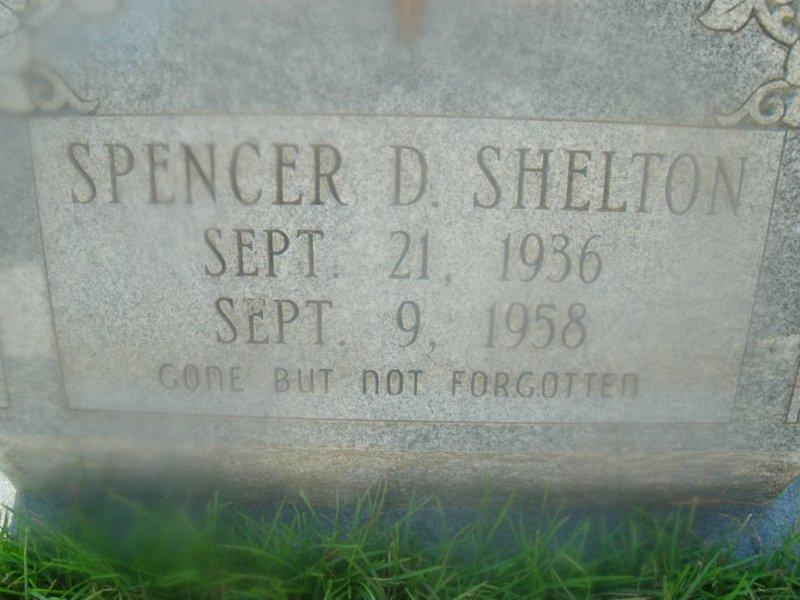 SPENCER D. SHELTON
SEPT. 21, 1936
SEPT. 9, 1958
GONE BUT NOT FORGOTTEN